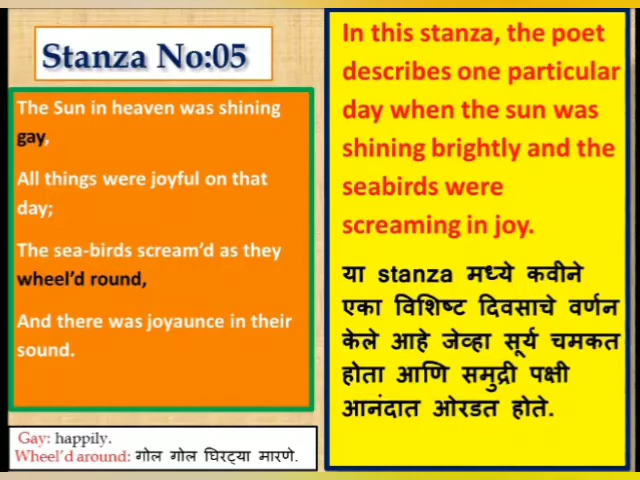 Stanza No:05
The Sun in heaven was shining
gay,
All things were joyful on that
day;
The sea-birds scream'd as they
wheel'd round,
And there was joyaunce in their
sound.
Gay: happily.
Wheel'd around: गोल गोल घिरट्या मारणे.
In this stanza, the poet
describes one particular
day when the sun was
shining brightly and the
seabirds were
screaming in joy.
या stanza मध्ये कवीने
एका विशिष्ट दिवसाचे वर्णन
केले आहे जेव्हा सूर्य चमकत
होता आणि समुद्री पक्षी
आनंदात ओरडत होते.